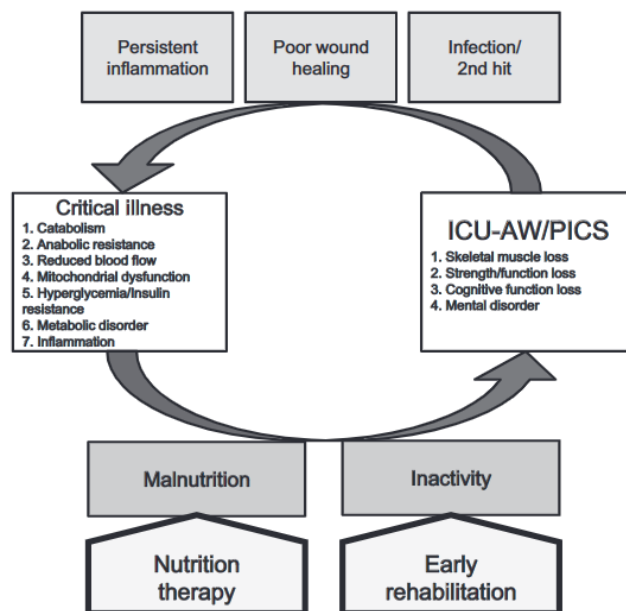 Persistent
inflammation
Poor wound
healing
Infection/
2nd hit
Critical illness
1. Catabolism
2. Anabolic resistance
3. Reduced blood flow
4. Mitochondrial dysfunction
5. Hyperglycemia/Insulin
resistance
6. Metabolic disorder
7. Inflammation
ICU-AW/PICS
1. Skeletal muscle loss
2. Strength/function loss
3. Cognitive function loss
4. Mental disorder
Malnutrition
Inactivity
Nutrition
therapy
Early
rehabilitation